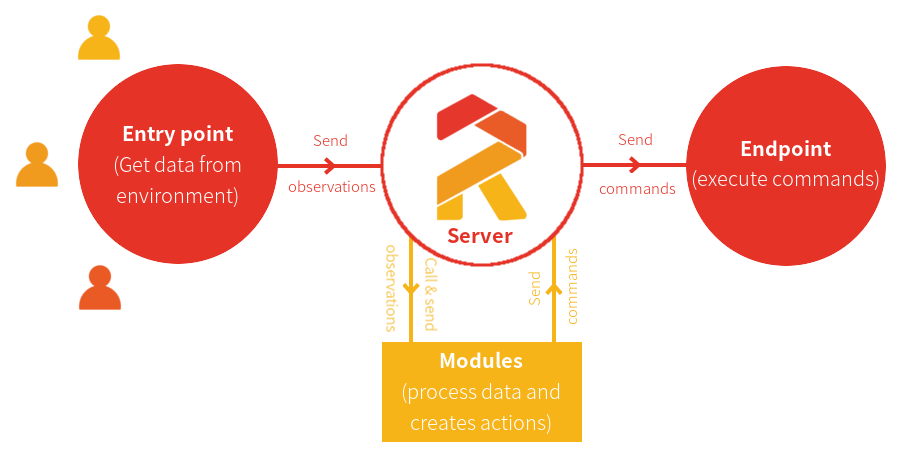 Entry point
(Get data from
environment)
Send
observations
Server
Send
commands
Endpoint
(execute commands)
Call & send
observations
Send
commands
Modules
(process data and
creates actions)